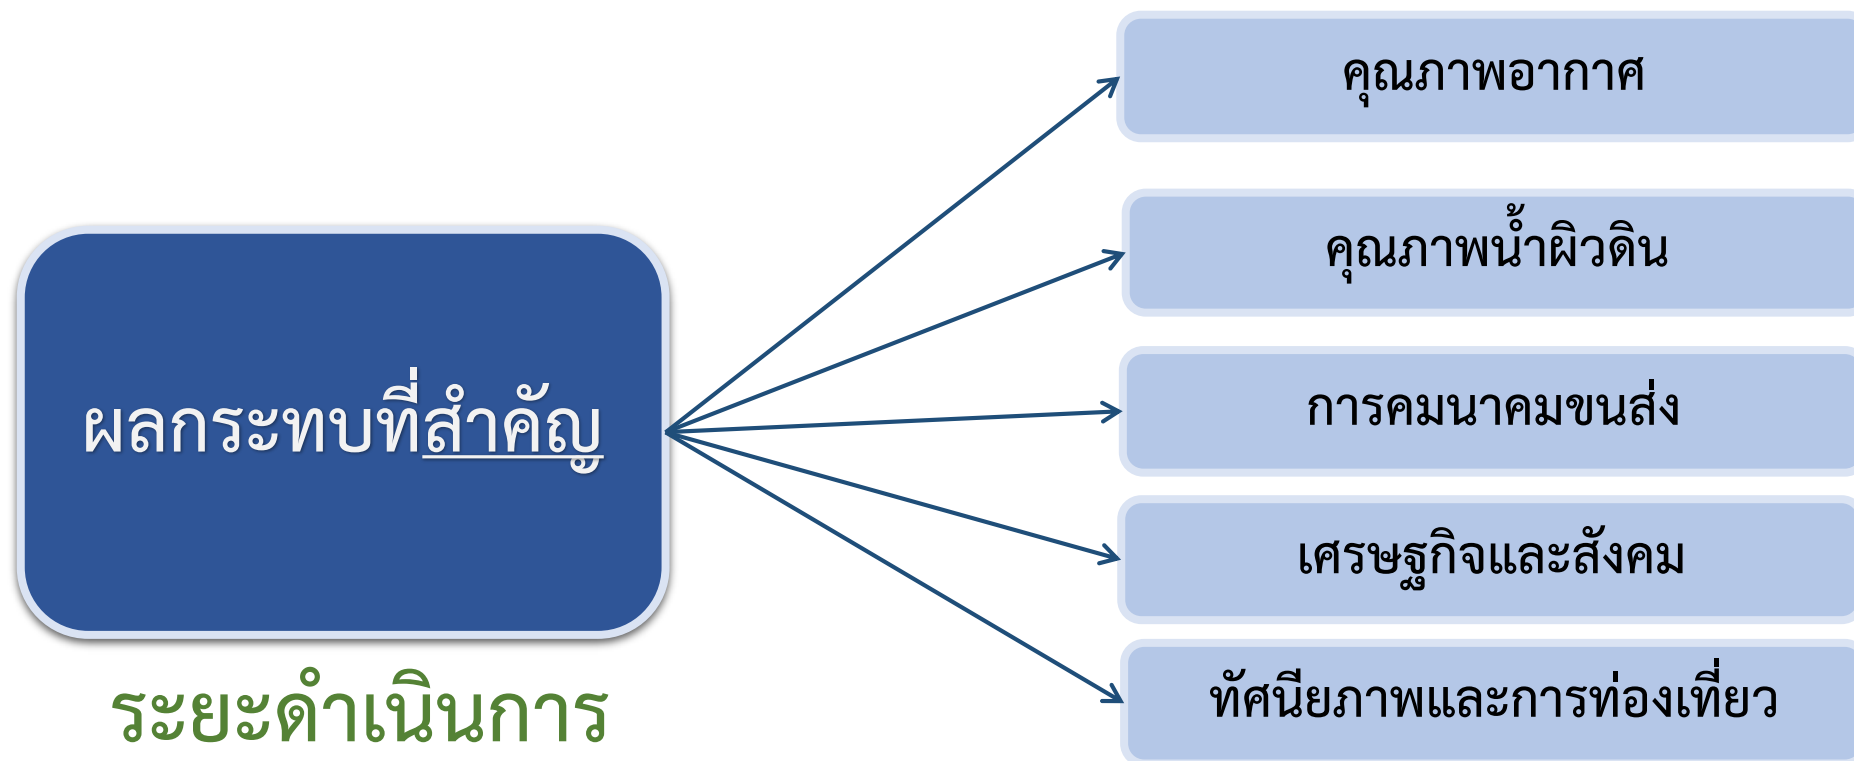 ผลกระทบที่สำคัญ
ระยะดำเนินการ
คุณภาพอากาศ
คุณภาพน้ำผิวดิน
การคมนาคมขนส่ง
เศรษฐกิจและสังคม
ทัศนียภาพและการท่องเที่ยว